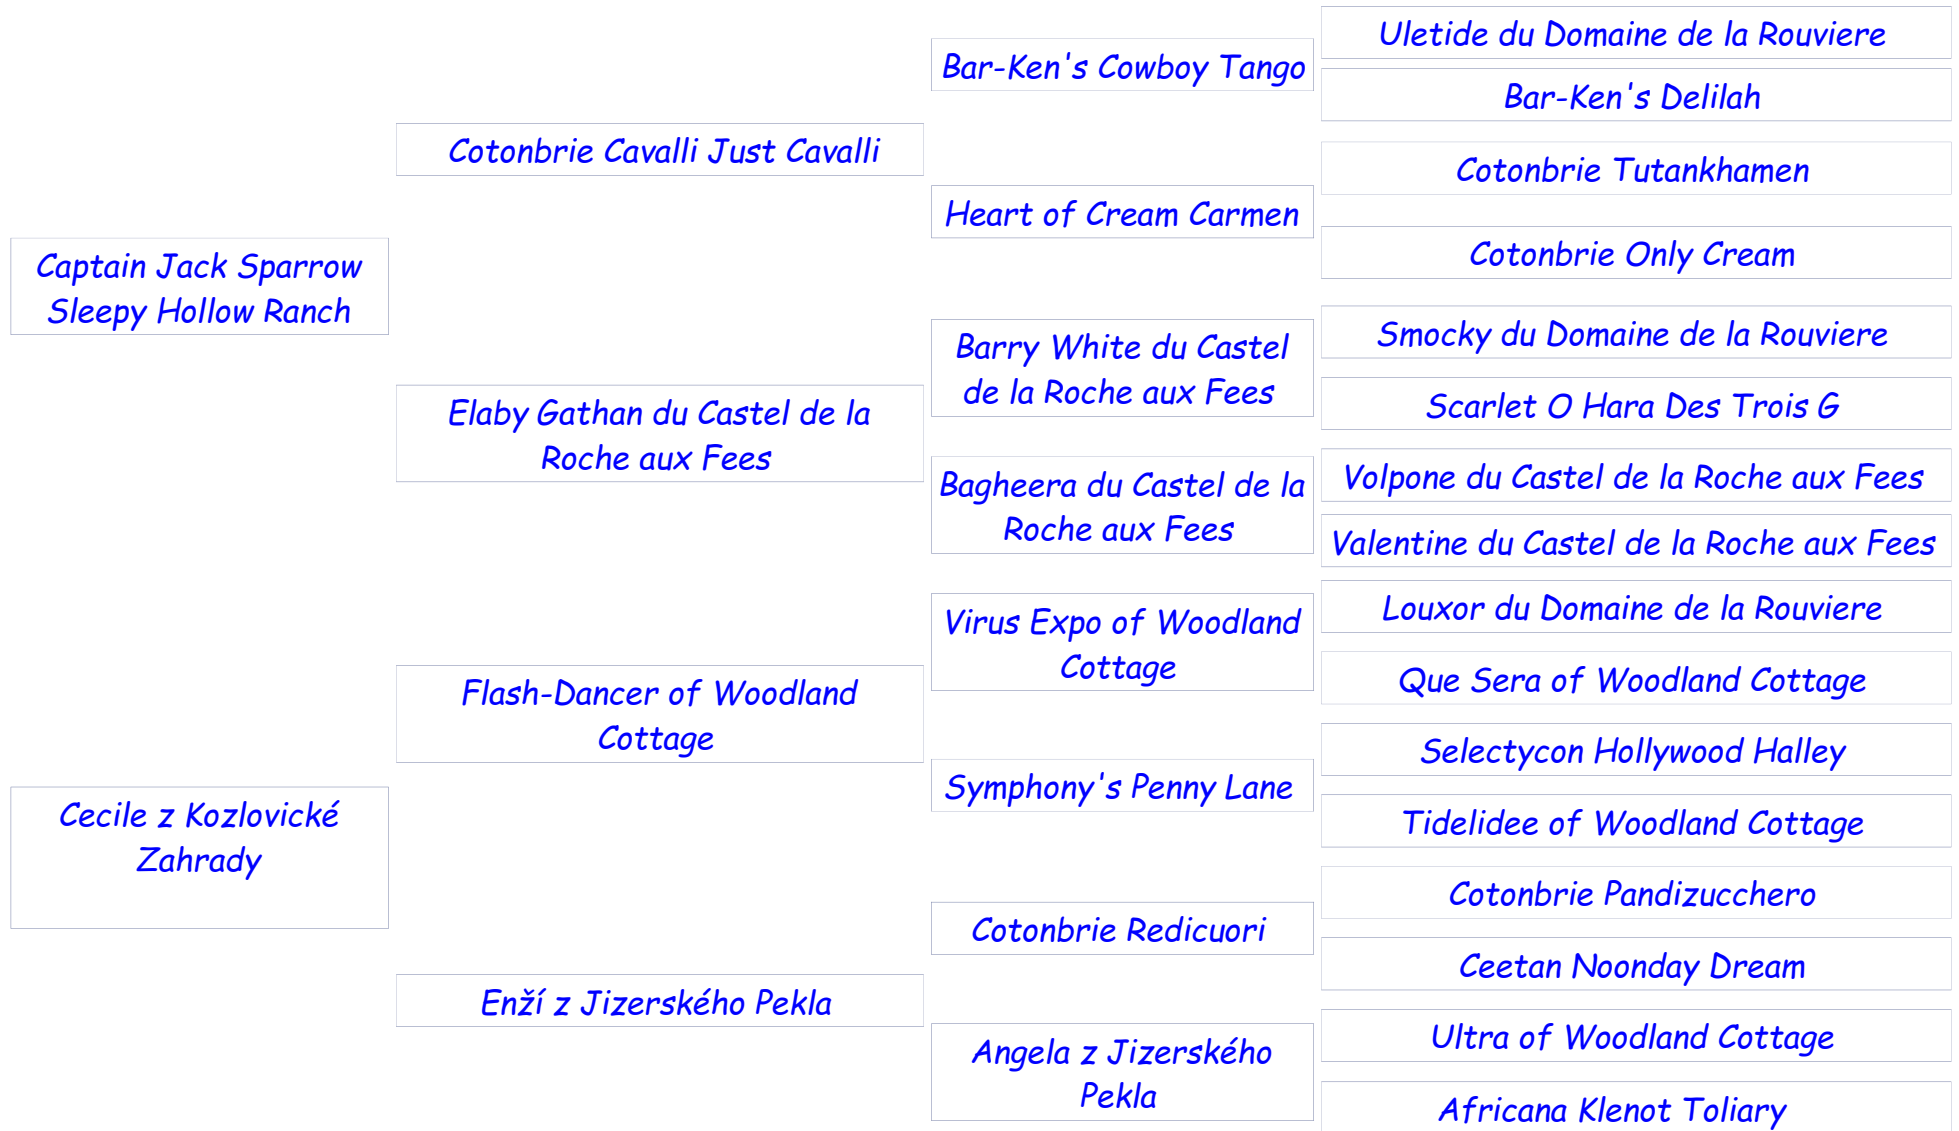 Uletide du Domaine de la Rouviere
Bar-Ken's Cowboy Tango
Bar-Ken's Delilah
Cotonbrie Cavalli Just Cavalli
Cotonbrie Tutankhamen
Heart of Cream Carmen
Cotonbrie Only Cream
Captain Jack Sparrow
Sleepy Hollow Ranch
Smocky du Domaine de la Rouviere
Barry White du Castel
de la Roche aux Fees
Scarlet O Hara Des Trois G
Elaby Gathan du Castel de la
Roche aux Fees
Volpone du Castel de la Roche aux Fees
Bagheera du Castel de la
Roche aux Fees
Valentine du Castel de la Roche aux Fees
Louxor du Domaine de la Rouviere
Virus Expo of Woodland
Cottage
Que Sera of Woodland Cottage
Flash-Dancer of Woodland
Cottage
Selectycon Hollywood Halley
Symphony's Penny Lane
Tidelidee of Woodland Cottage
Cecile z Kozlovické
Zahrady
Cotonbrie Pandizucchero
Cotonbrie Redicuori
Ceetan Noonday Dream
Enží z Jizerského Pekla
Ultra of Woodland Cottage
Angela z Jizerského
Pekla
Africana Klenot Toliary